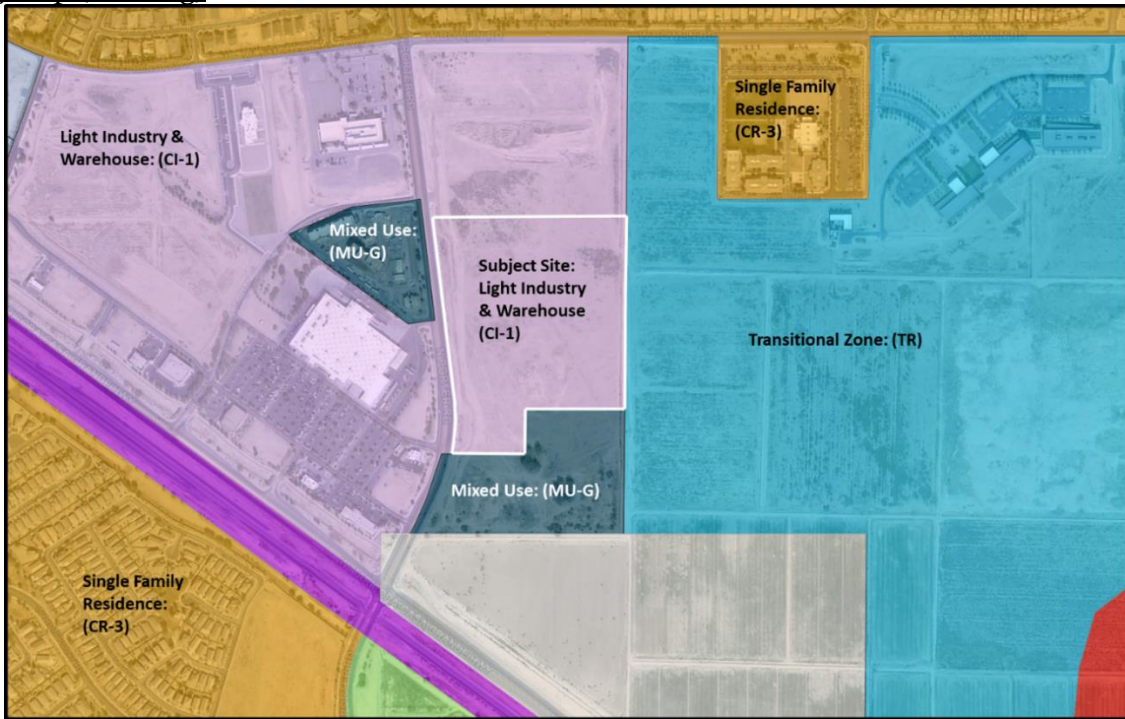 Light Industry &
Warehouse: (CI-1)
Single Family
Residence:
(CR-3)
Mixed Use:
(MU-G)
Subject Site:
Light Industry
& Warehouse
(CI-1)
Transitional Zone: (TR)
Mixed Use: (MU-G)
Single Family
Residence:
(CR-3)